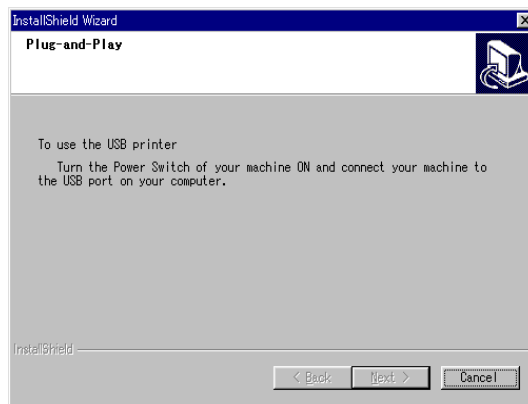 InstallShield Wizard
Plug-and-Play
To use the USB printer
Turn the Power Switch of your machine ON and connect your machine to
the USB port on your computer.
InstallShield
< Back
Next >
Cancel